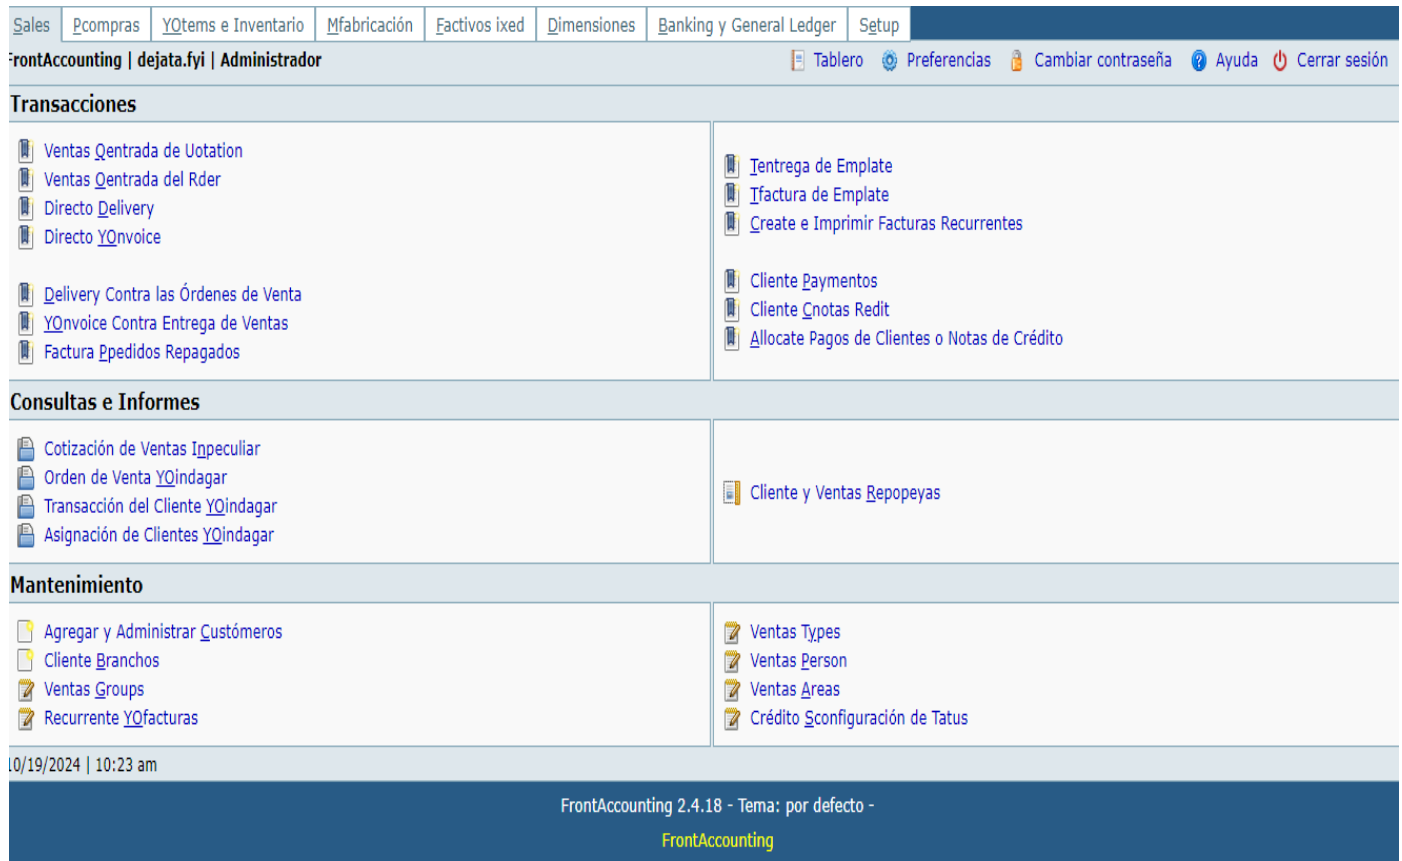 Sales Pcompras YOtems e Inventario Mfabricación Factivos ixed Dimensiones Banking y General Ledger Setup
FrontAccounting | dejata.fyi | Administrador Tablero Preferencias Cambiar contraseña Ayuda Cerrar sesión
Transacciones
Ventas Qentrada de Uotation
Ventas Oentrada del Rder
Directo Delivery
Directo YOnvoice
Delivery Contra las Órdenes de Venta
YOnvoice Contra Entrega de Ventas
Factura Ppedidos Repagados
Tentrega de Emplate
Tfactura de Emplate
Create e Imprimir Facturas Recurrentes
Cliente Paymentos
Cliente Cnotas Redit
Allocate Pagos de Clientes o Notas de Crédito
Consultas e Informes
Cotización de Ventas Inpeculiar
Orden de Venta YOindagar
Transacción del Cliente YOindagar
Asignación de Clientes YOindagar
Cliente y Ventas Repopeyas
Mantenimiento
Agregar y Administrar Custómeros
Cliente Branchos
Ventas Groups
Recurrente YOfacturas
Ventas Types
Ventas Person
Ventas Areas
Crédito Sconfiguración de Tatus
10/19/2024 | 10:23 am
FrontAccounting 2.4.18 - Tema: por defecto -
FrontAccounting